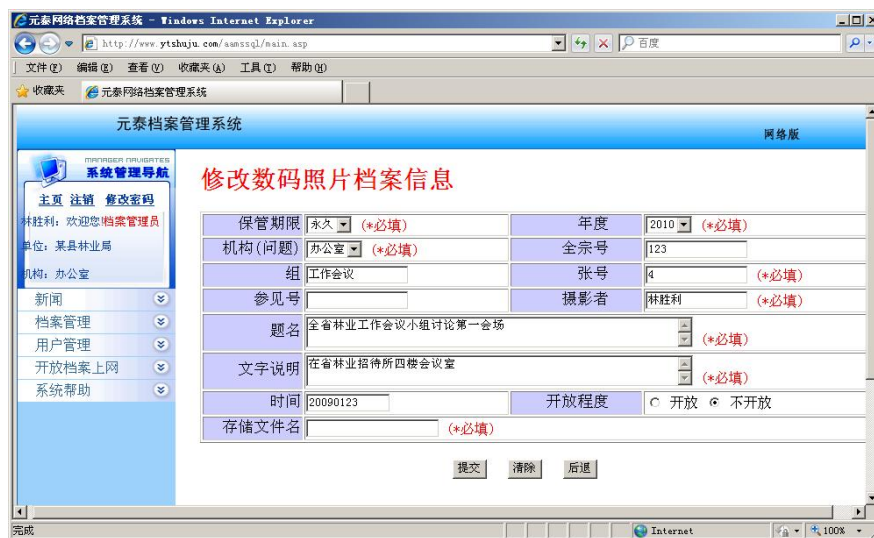 元泰网络档案管理系统 - Windows Internet Explorer
http://www.ytshuju.com/aamssql/main.asp
百度
文件(F) 编辑(E) 查看(V) 收藏夹(A) 工具(T) 帮助(H)
收藏夹 元泰网络档案管理系统
元泰档案管理系统
网络版
MANAGER NAVIGATES
系统管理导航
主页 注销 修改密码
林胜利：欢迎您!档案管理员
单位：某县林业局
机构：办公室
新闻
档案管理
用户管理
开放档案上网
系统帮助
修改数码照片档案信息
保管期限 永久 (*必填) 年度 2010 (*必填)
机构(问题) 办公室 (*必填) 全宗号 123
组 工作会议 张号 4 (*必填)
参见号 摄影者 林胜利 (*必填)
题名 全省林业工作会议小组讨论第一会场 (*必填)
文字说明 在省林业招待所四楼会议室 (*必填)
时间 20090123 开放程度 开放 不开放
存储文件名 (*必填)
提交 清除 后退
完成 Internet 100%